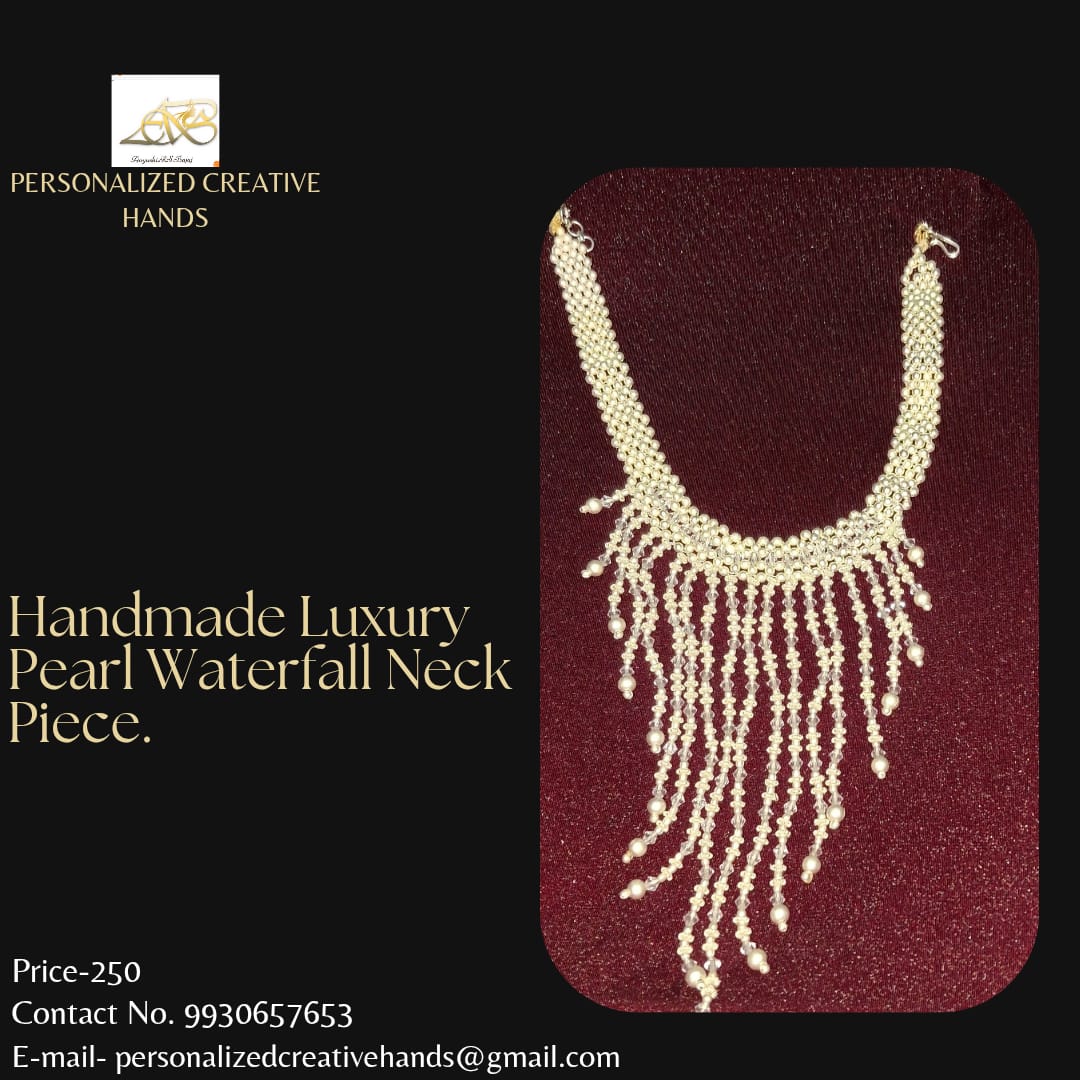 PERSONALIZED CREATIVE
HANDS
Handmade Luxury
Pearl Waterfall Neck
Piece.
Price-250
Contact No. 9930657653
E-mail- personalizedcreativehands@gmail.com